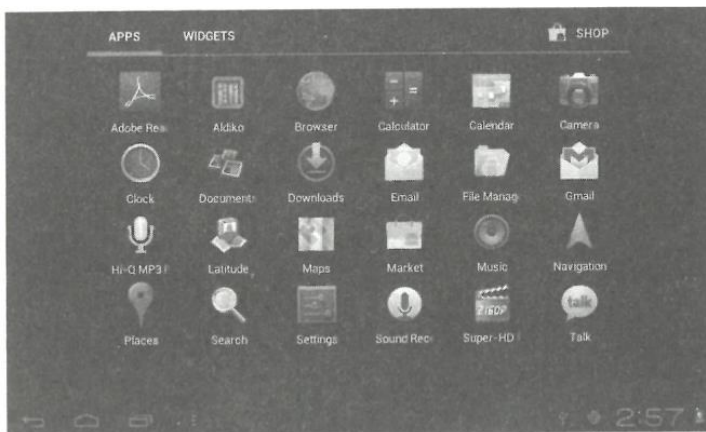 APPS WIDGETS SHOP
Adobe Rea Aldiko Browser Calculator Calendar Camera
Clock Documents Downloads Email File Manag Gmail
Hi-Q MP3 Latitude Maps Market Music Navigation
Places Search Settings Sound Rec Super-HD Talk
talk
2:57